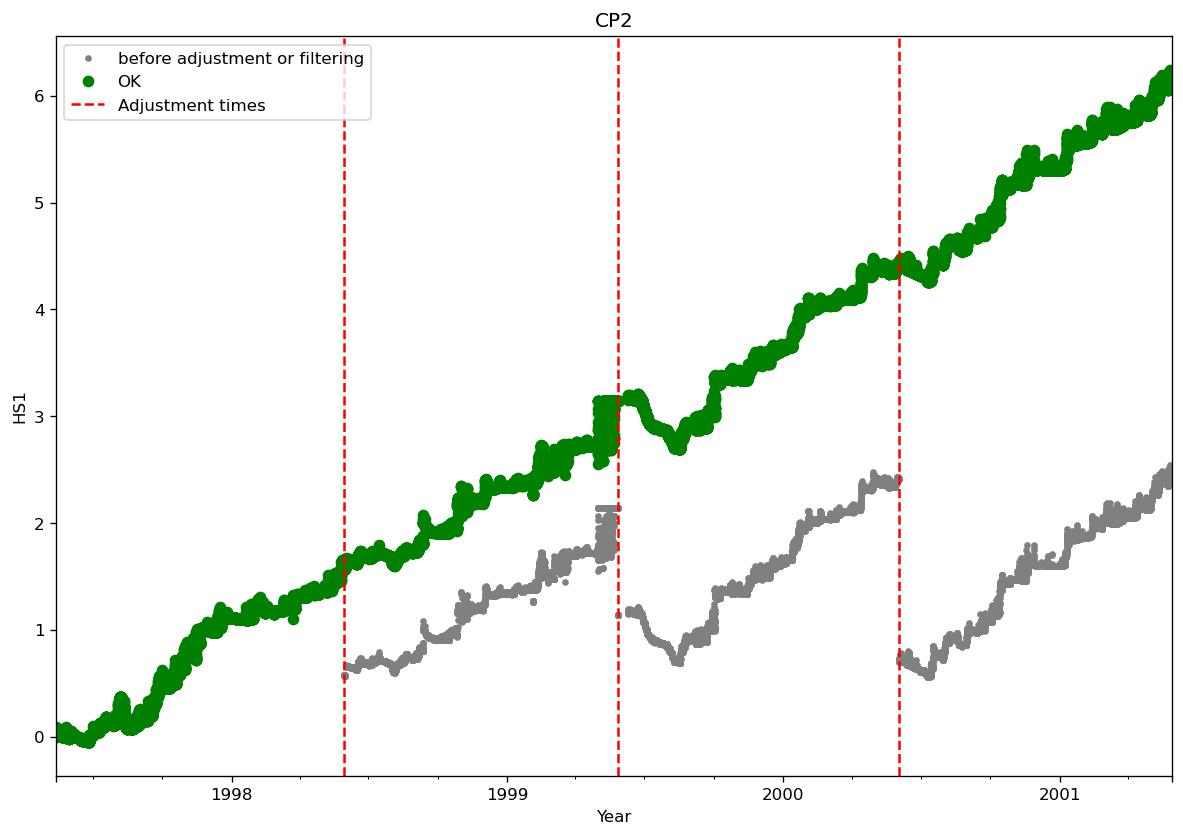 CP2
before adjustment or filtering
OK
Adjustment times
HS1
6
5
4
3
2
1
0
1998
1999
2000
2001
Year